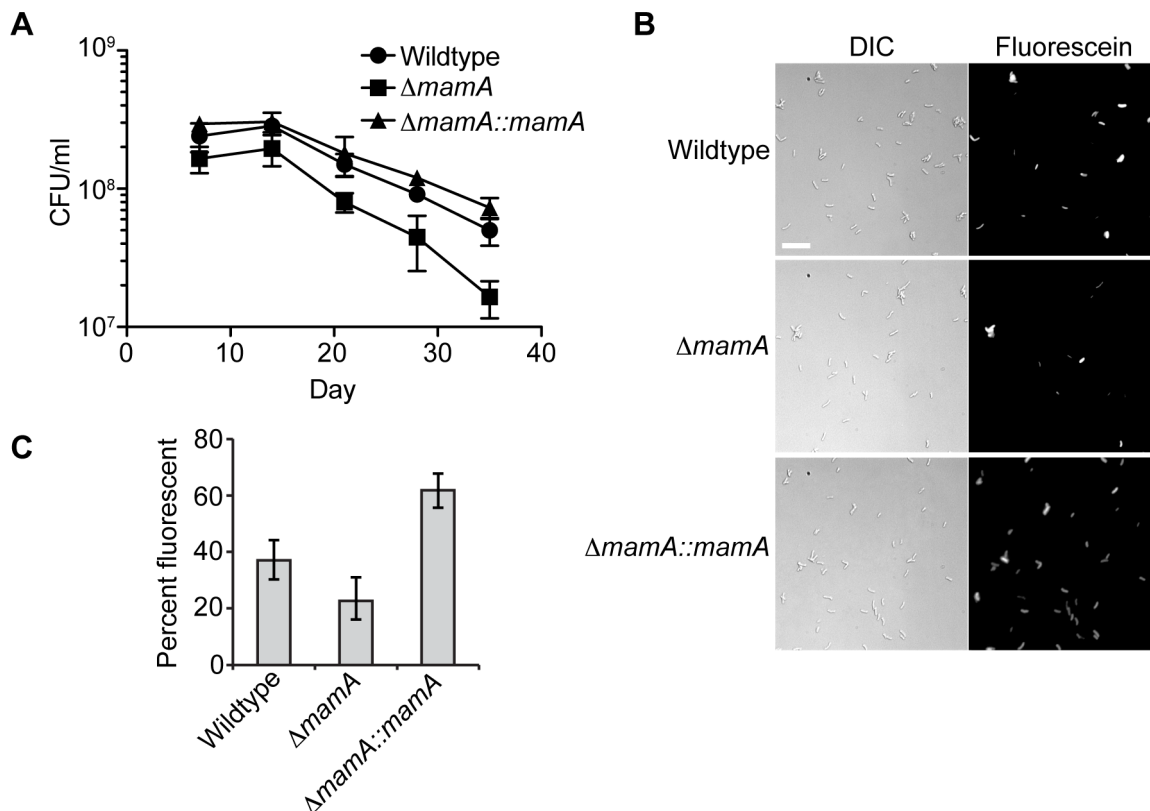 A
10⁹
10⁸
10⁷
CFU/ml
0
10
20
30
40
Day
Wildtype
ΔmamA
ΔmamA::mamA
B
DIC
Fluorescein
Wildtype
ΔmamA
ΔmamA::mamA
C
80
60
40
20
0
Percent fluorescent
Wildtype
ΔmamA
ΔmamA::mamA